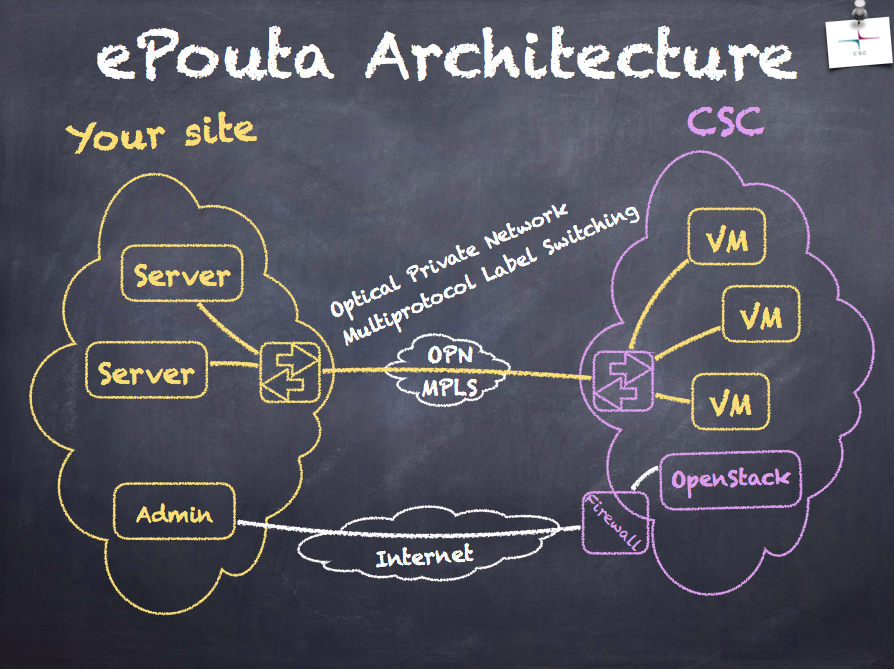 ePouta Architecture
CSC
Your site
CSC
Optical Private Network
Multiprotocol Label Switching
Server
Server
Admin
OPN
MPLS
Internet
VM
VM
VM
OpenStack
Firewall